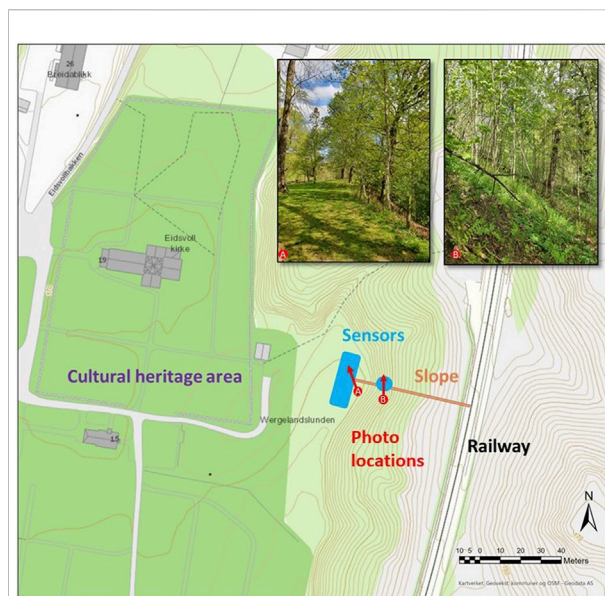 26
Breidablikk
Eidsvollbakken
Eidsvoll
kirke
19
A
B
Sensors
Cultural heritage area
Slope
A
B
Wergelandslunden
15
Photo
locations
Railway
N
10 5 0 10 20 30 40
Meters
Kartverket, Geovekst, kommuner og OSM - Geodata AS